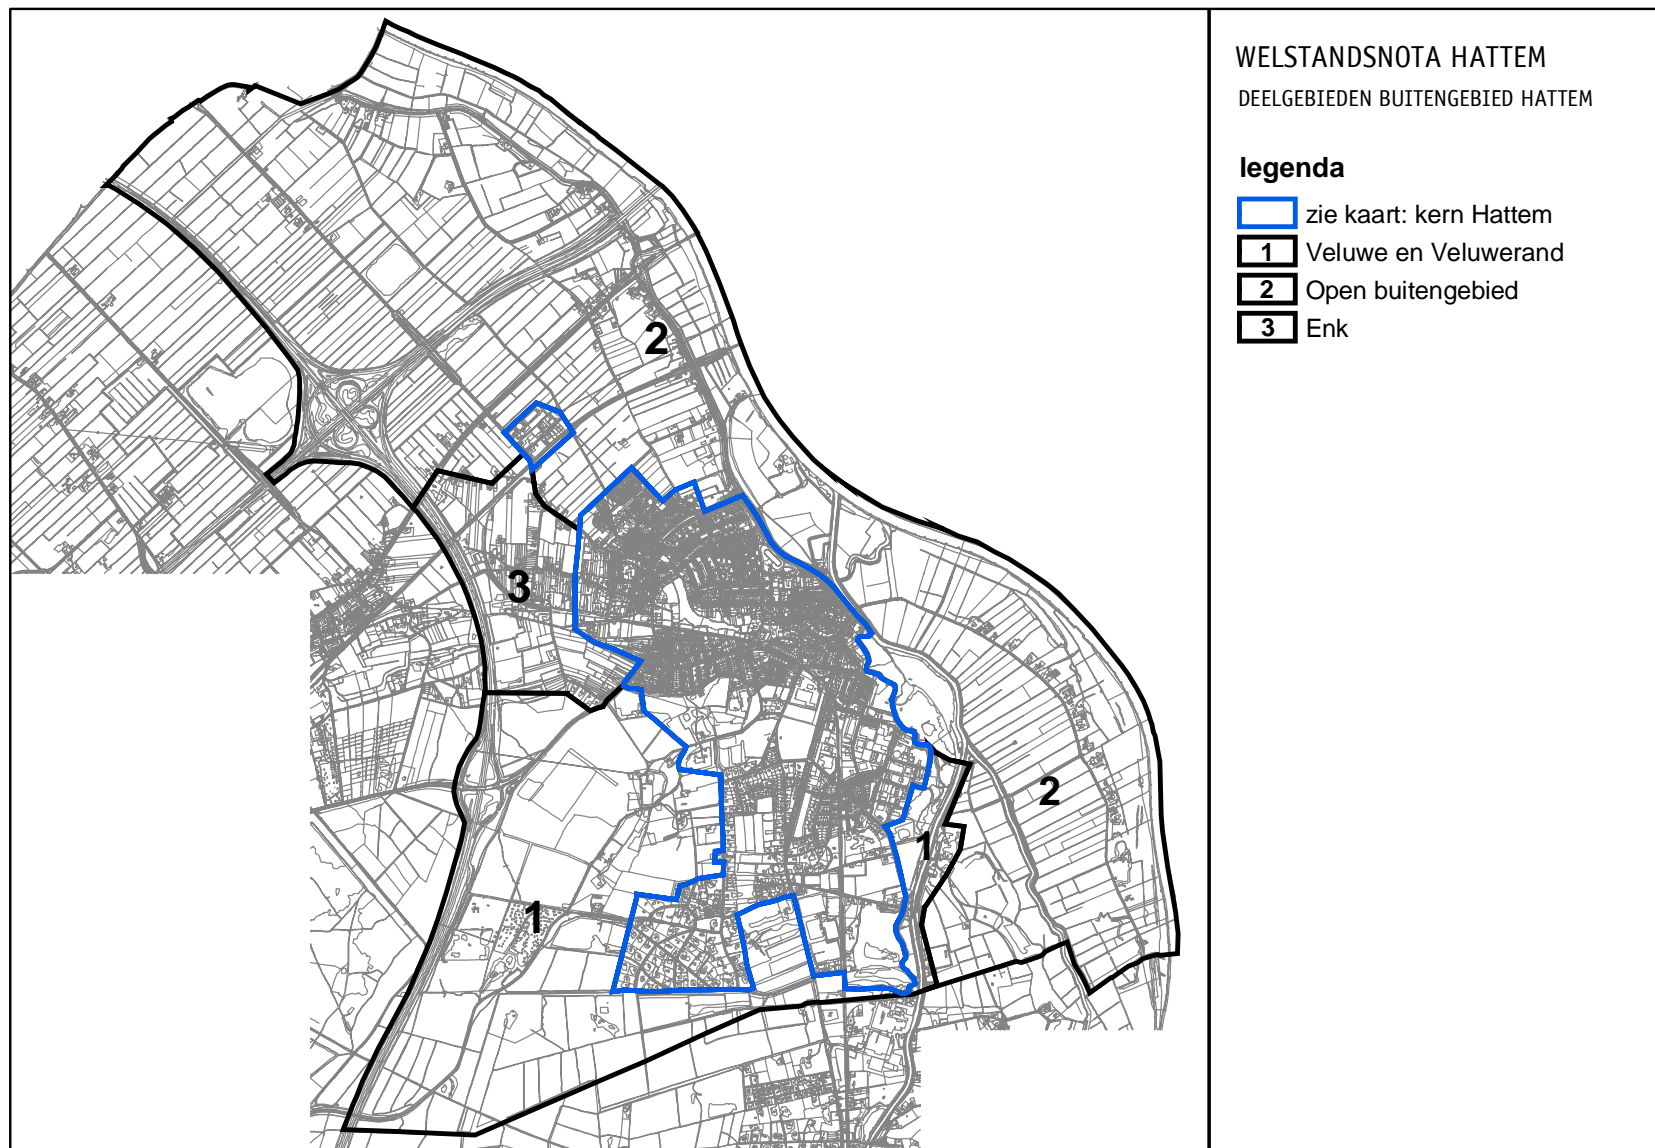 WELSTANDSNOTA HATTEM
DEELGEBIEDEN BUITENGEBIED HATTEM
legenda
zie kaart: kern Hattem
1 Veluwe en Veluwerand
2 Open buitengebied
3 Enk
2
3
2
1
1